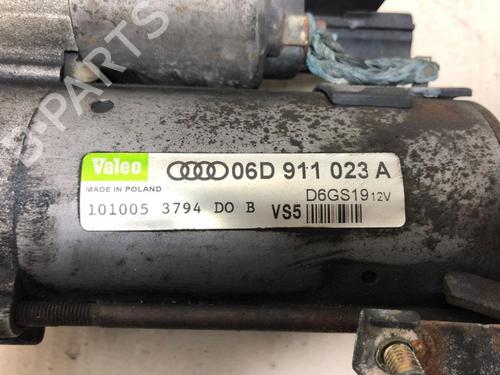 B-PARTS
Valeo 06D 911 023 A
MADE IN POLAND D6GS19 12V
101005 3794 DO B VS5